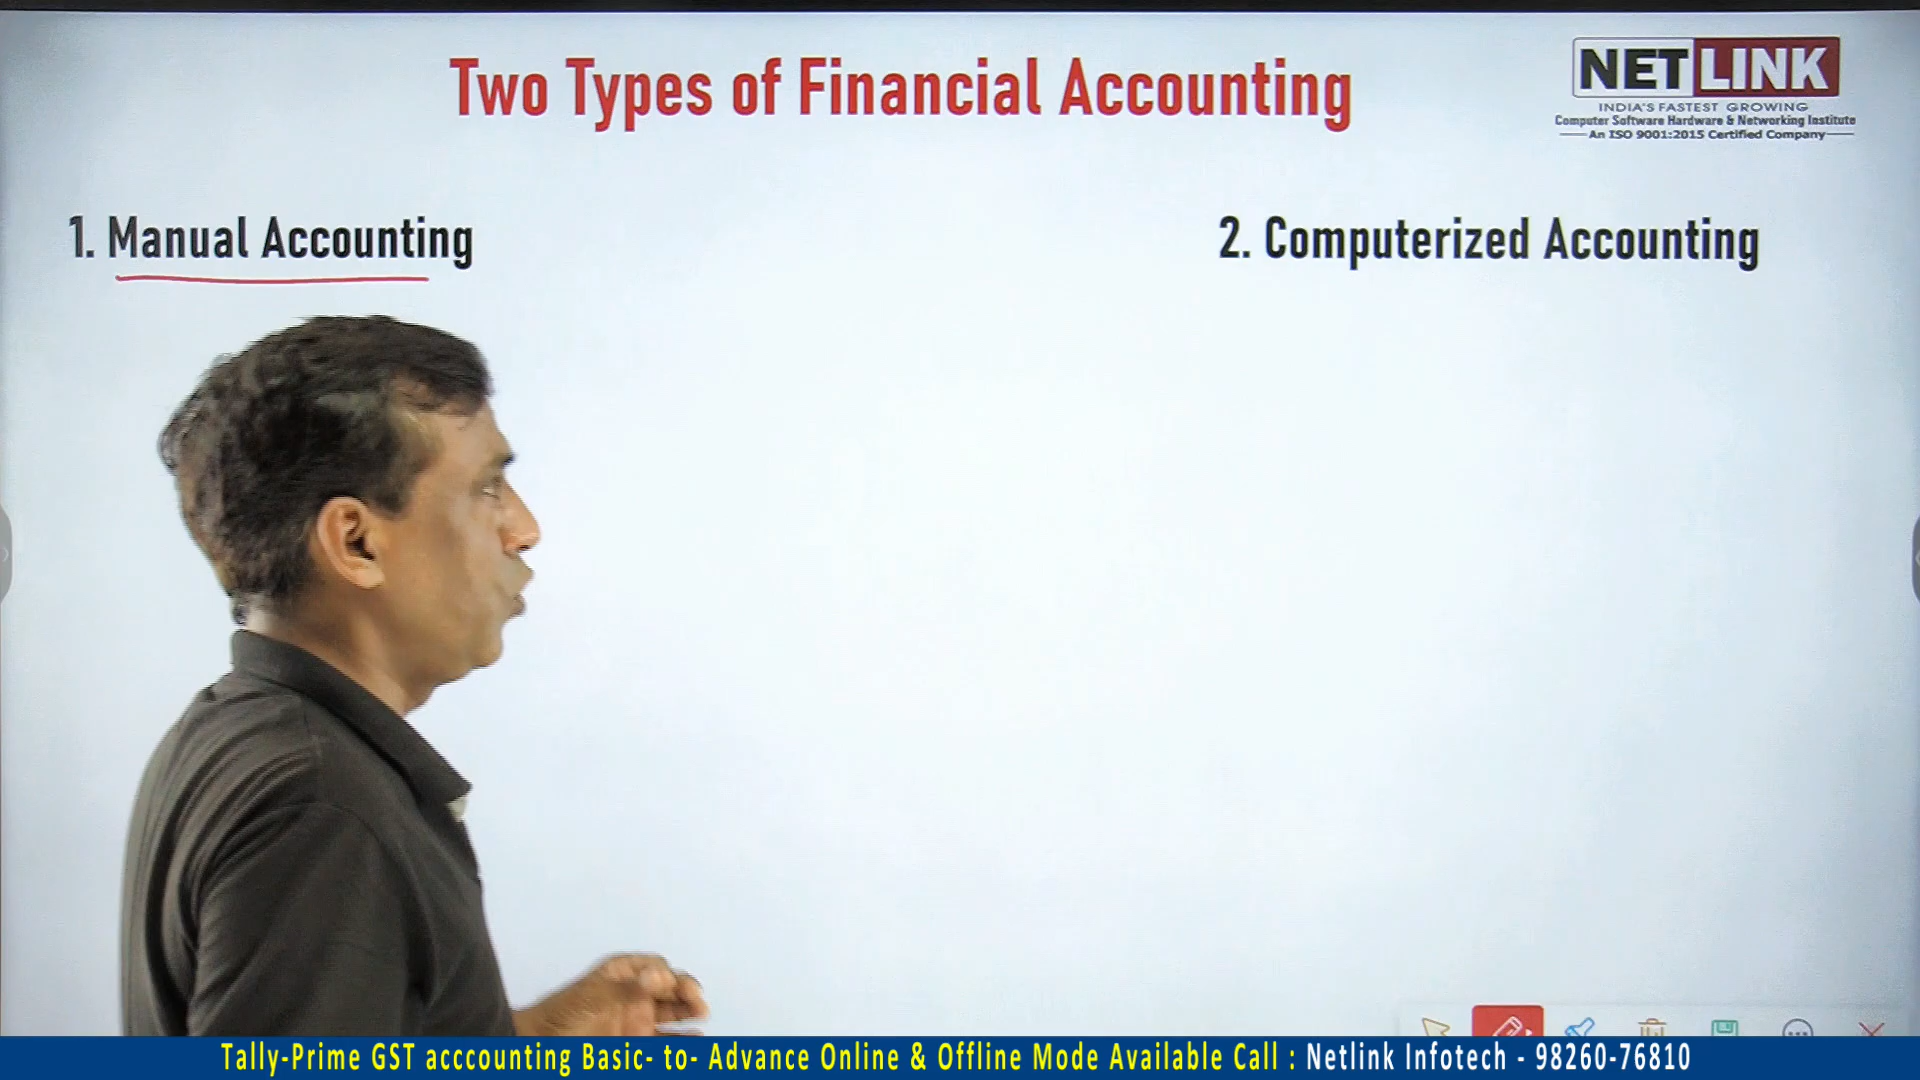 Two Types of Financial Accounting
NETLINK
INDIA'S FASTEST GROWING
Computer Software Hardware & Networking Institute
An ISO 9001:2015 Certified Company
1. Manual Accounting
2. Computerized Accounting
Tally-Prime GST acccounting Basic- to- Advance Online & Offline Mode Available Call : Netlink Infotech - 98260-76810